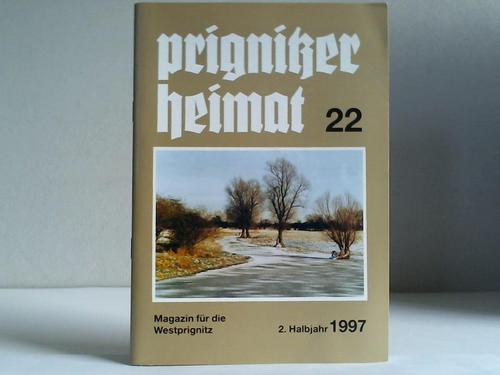 prignitzer
heimat 22
Magazin für die
Westprignitz
2. Halbjahr 1997